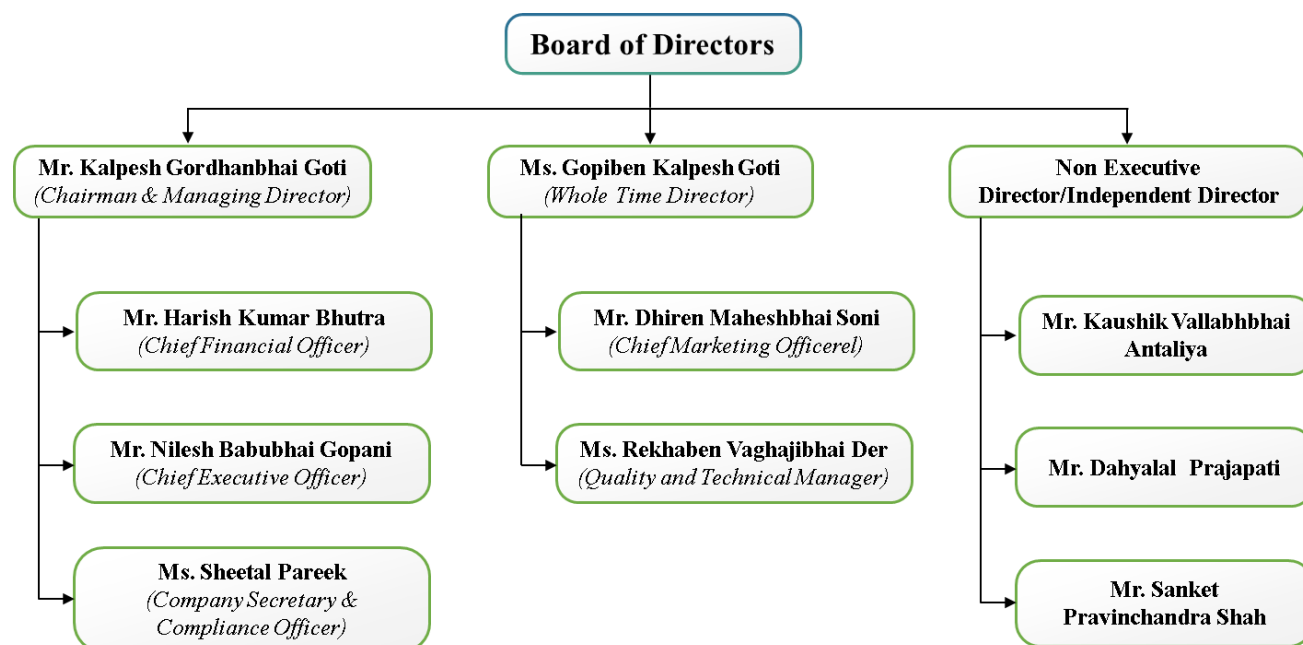 Board of Directors
Mr. Kalpesh Gordhanbhai Goti
(Chairman & Managing Director)
Ms. Gopiben Kalpesh Goti
(Whole Time Director)
Non Executive
Director/Independent Director
Mr. Harish Kumar Bhutra
(Chief Financial Officer)
Mr. Dhiren Maheshbhai Soni
(Chief Marketing Officerel)
Mr. Kaushik Vallabhbhai
Antaliya
Mr. Nilesh Babubhai Gopani
(Chief Executive Officer)
Ms. Rekhaben Vaghajibhai Der
(Quality and Technical Manager)
Mr. Dahyalal Prajapati
Ms. Sheetal Pareek
(Company Secretary &
Compliance Officer)
Mr. Sanket
Pravinchandra Shah